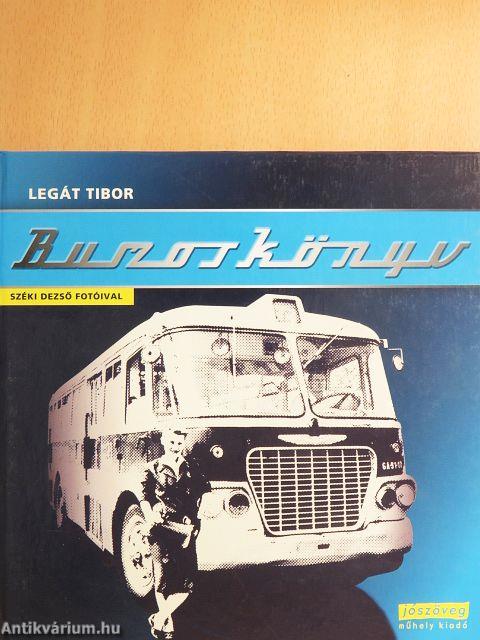 LEGÁT TIBOR
Buszoskönyv
SZÉKI DEZSŐ FOTÓIVAL
jószöveg
műhely kiadó
Antikvárium.hu